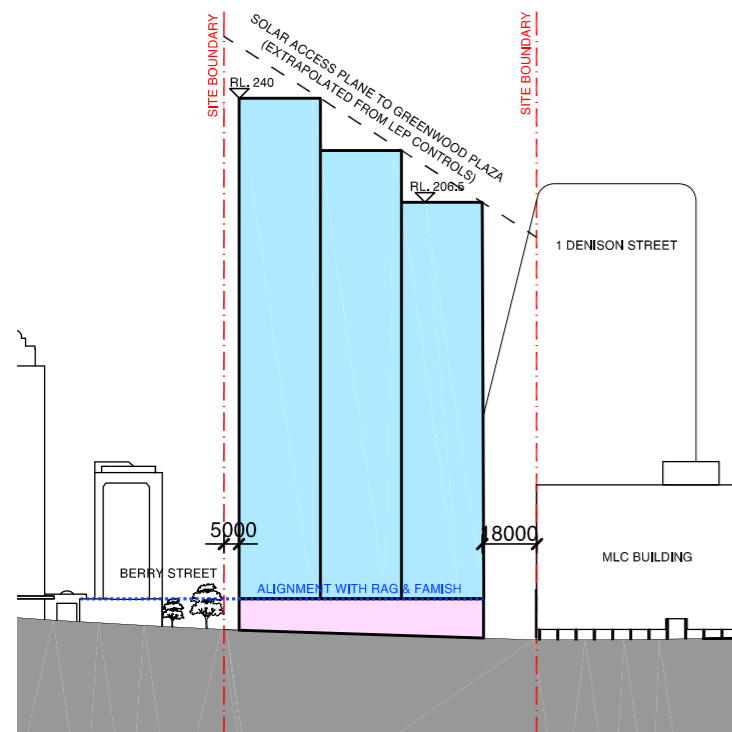 SITE BOUNDARY
SOLAR ACCESS PLANE TO GREENWOOD PLAZA
(EXTRAPOLATED FROM LEP CONTROLS)
SITE BOUNDARY
RL. 240
RL. 206.5
1 DENISON STREET
5000
18000
MLC BUILDING
BERRY STREET
ALIGNMENT WITH RAG & FAMISH